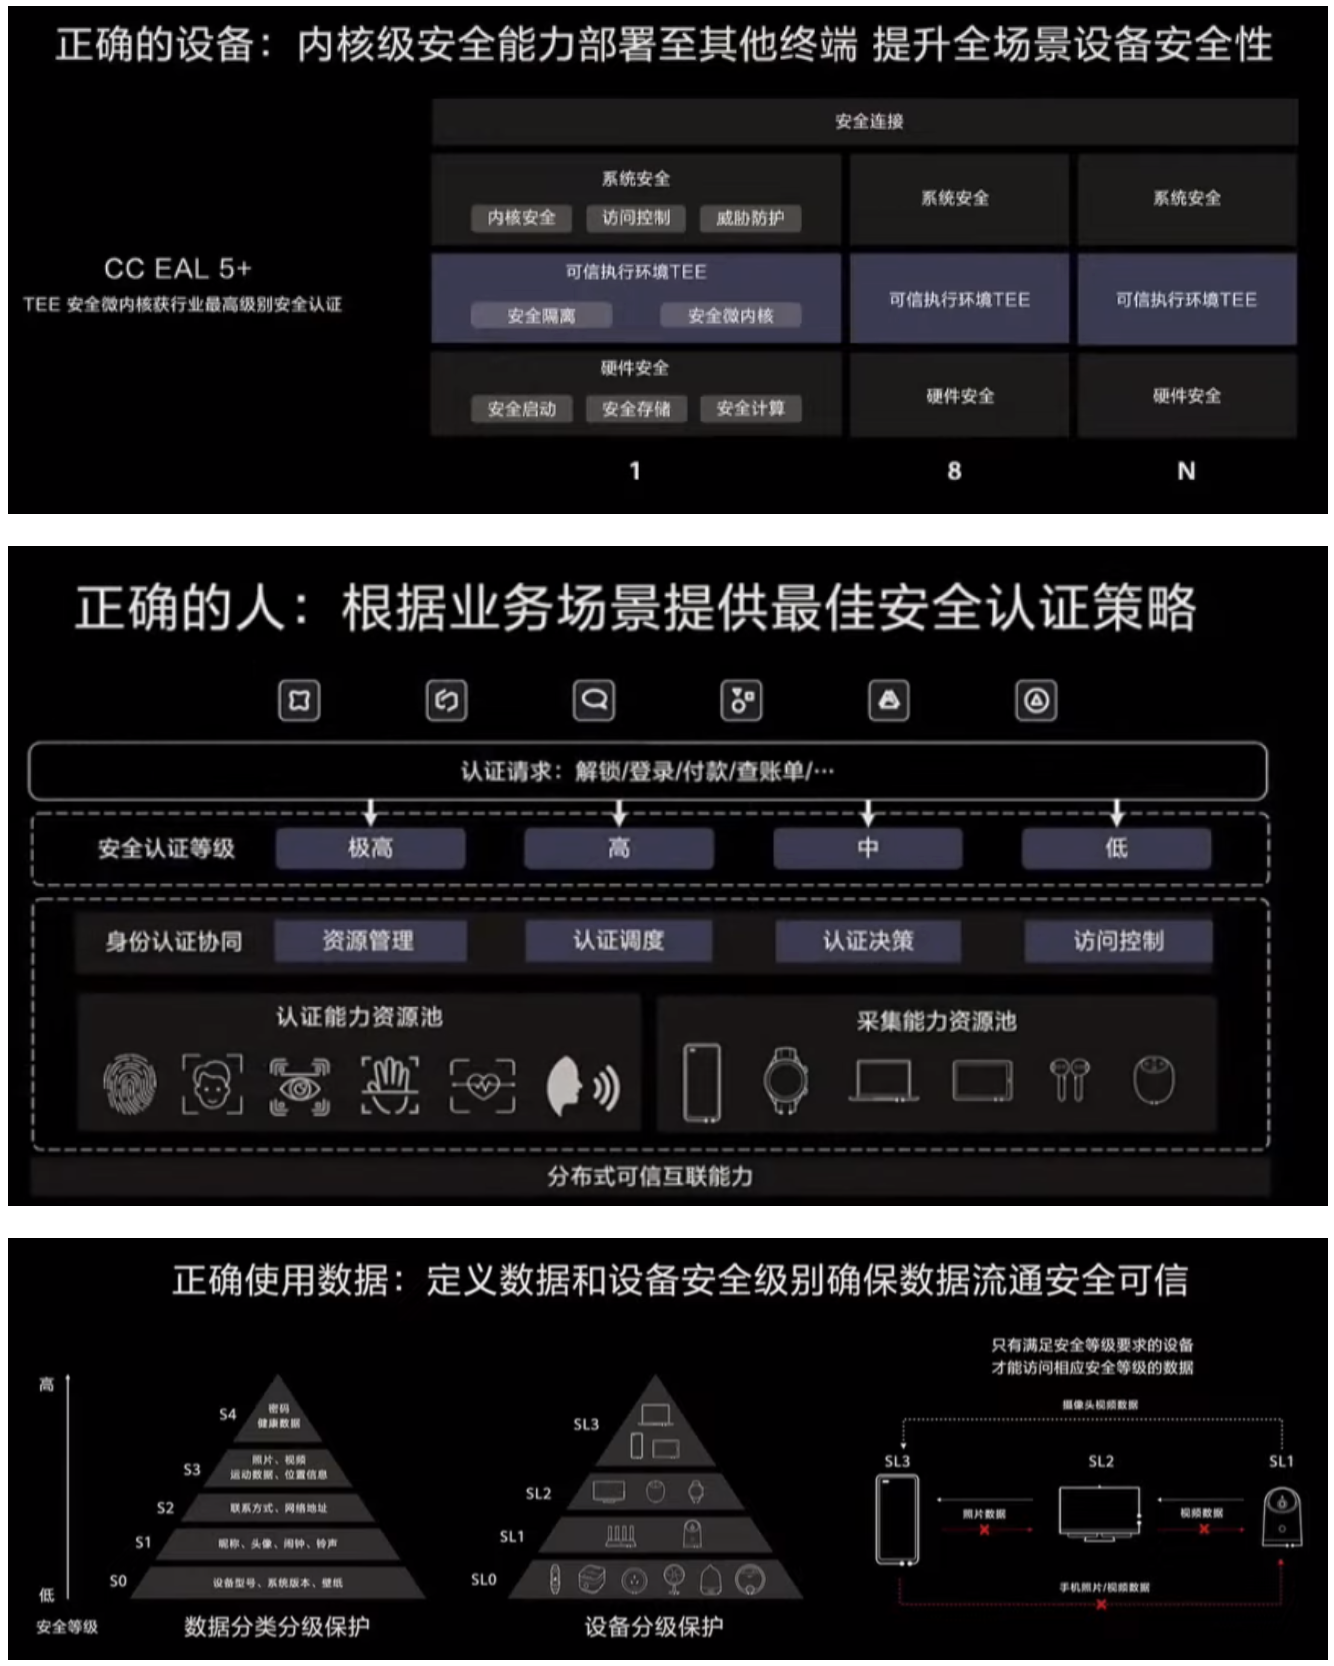 正确的设备：内核级安全能力部署至其他终端 提升全场景设备安全性
安全连接
系统安全
内核安全 访问控制 威胁防护
系统安全
系统安全
CC EAL 5+
TEE 安全微内核获行业最高级别安全认证
可信执行环境TEE
安全隔离 安全微内核
可信执行环境TEE
可信执行环境TEE
硬件安全
安全启动 安全存储 安全计算
硬件安全
硬件安全
1 8 N
正确的人：根据业务场景提供最佳安全认证策略
认证请求：解锁/登录/付款/查账单/…
安全认证等级 极高 高 中 低
身份认证协同 资源管理 认证调度 认证决策 访问控制
认证能力资源池
采集能力资源池
分布式可信互联能力
正确使用数据：定义数据和设备安全级别确保数据流通安全可信
高
低
安全等级
S4
密码
健康数据
S3
照片、视频
运动数据、位置信息
S2
联系方式、网络地址
S1
昵称、头像、闹钟、铃声
S0
设备型号、系统版本、壁纸
数据分类分级保护
SL3
SL2
SL1
SL0
设备分级保护
只有满足安全等级要求的设备
才能访问相应安全等级的数据
摄像头视频数据
SL3 SL2 SL1
照片数据
视频数据
手机照片/视频数据